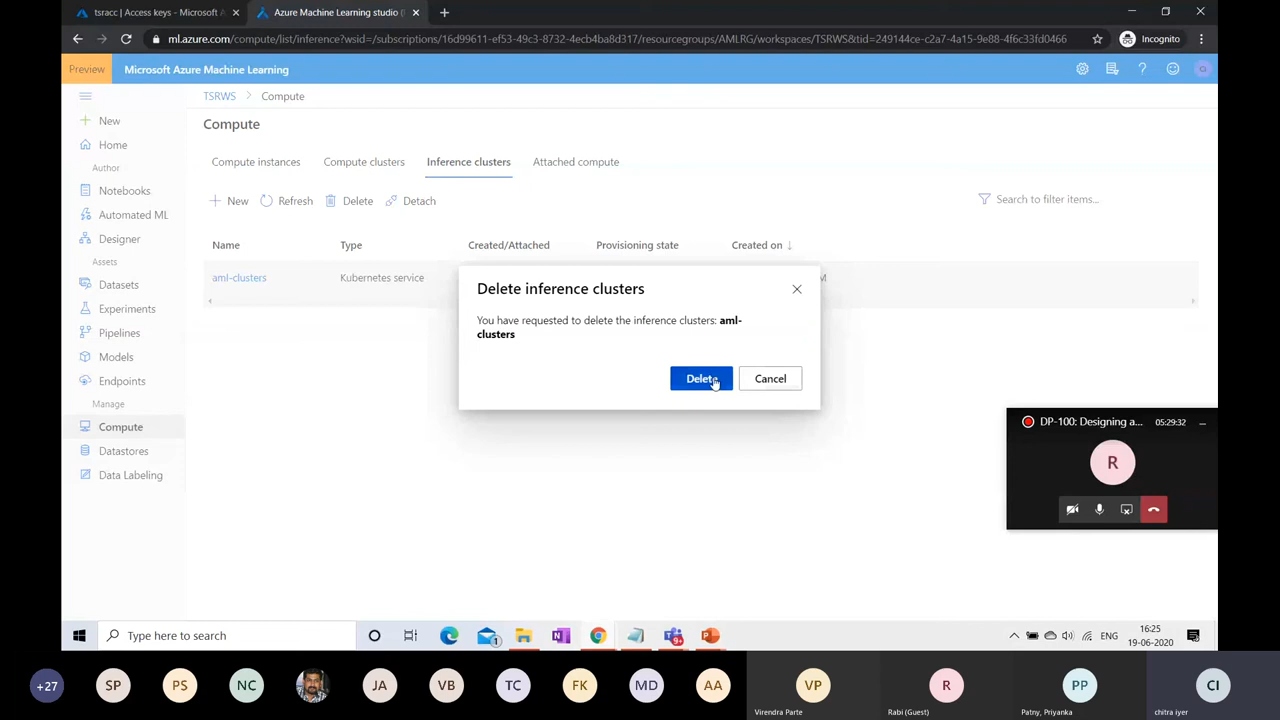 tsracc | Access keys - Microsoft A
Azure Machine Learning studio (
ml.azure.com/compute/list/inference?wsid=/subscriptions/16d99611-ef53-49c3-8732-4ecb4ba8d317/resourcegroups/AMLRG/workspaces/TSRWS&tid=249144ce-c2a7-4a15-9e88-4f6c33fd0466
Incognito
Preview
Microsoft Azure Machine Learning
TSRWS > Compute
New
Compute
Home
Author
Compute instances
Compute clusters
Inference clusters
Attached compute
Notebooks
New
Refresh
Delete
Detach
Search to filter items...
Automated ML
Designer
Name
Type
Created/Attached
Provisioning state
Created on
Assets
Datasets
aml-clusters
Kubernetes service
M
Experiments
Pipelines
Models
Endpoints
Manage
Compute
Datastores
Data Labeling
Delete inference clusters
You have requested to delete the inference clusters: aml-
clusters
Delete
Cancel
DP-100: Designing a...
05:29:32
R
Type here to search
1
9+
ENG
16:25
19-06-2020
+27
SP
PS
NC
JA
VB
TC
FK
MD
AA
VP
Virendra Parte
R
Rabi (Guest)
PP
Patny, Priyanka
CI
chitra iyer